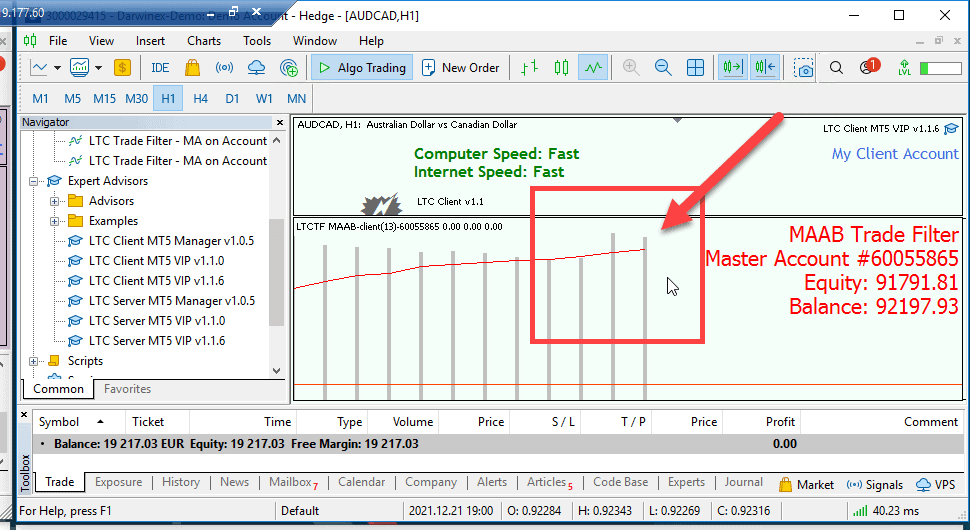 9.177.60
3000029415 - Darwinex-Demo: Demo Account - Hedge - [AUDCAD,H1]
File View Insert Charts Tools Window Help
IDE Algo Trading New Order 1 LVL
M1 M5 M15 M30 H1 H4 D1 W1 MN
Navigator
LTC Trade Filter - MA on Account
LTC Trade Filter - MA on Account
Expert Advisors
Advisors
Examples
LTC Client MT5 Manager v1.0.5
LTC Client MT5 VIP v1.1.0
LTC Client MT5 VIP v1.1.6
LTC Server MT5 Manager v1.0.5
LTC Server MT5 VIP v1.1.0
LTC Server MT5 VIP v1.1.6
Scripts
Common Favorites
AUDCAD, H1: Australian Dollar vs Canadian Dollar
LTC Client MT5 VIP v1.1.6
Computer Speed: Fast
My Client Account
Internet Speed: Fast
LTC Client v1.1
LTCTF MAAB-client(13)-60055865 0.00 0.00 0.00
MAAB Trade Filter
Master Account #60055865
Equity: 91791.81
Balance: 92197.93
Symbol Ticket Time Type Volume Price S / L T / P Price Profit Comment
Balance: 19 217.03 EUR Equity: 19 217.03 Free Margin: 19 217.03 0.00
Toolbox
Trade Exposure History News Mailbox 7 Calendar Company Alerts Articles 5 Code Base Experts Journal Market Signals VPS
For Help, press F1 Default 2021.12.21 19:00 O: 0.92284 H: 0.92343 L: 0.92269 C: 0.92316 40.23 ms